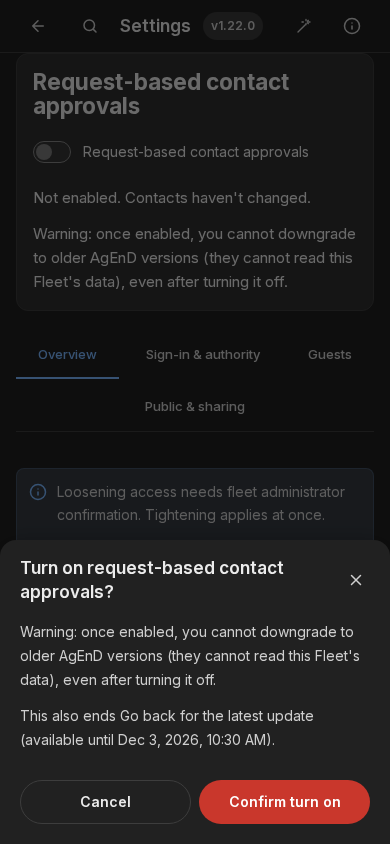 Settings v1.22.0
Request-based contact
approvals
Request-based contact approvals
Not enabled. Contacts haven't changed.
Warning: once enabled, you cannot downgrade
to older AgEnD versions (they cannot read this
Fleet's data), even after turning it off.
Overview Sign-in & authority Guests
Public & sharing
Loosening access needs fleet administrator
confirmation. Tightening applies at once.
Turn on request-based contact
approvals?
Warning: once enabled, you cannot downgrade to
older AgEnD versions (they cannot read this Fleet's
data), even after turning it off.
This also ends Go back for the latest update
(available until Dec 3, 2026, 10:30 AM).
Cancel Confirm turn on